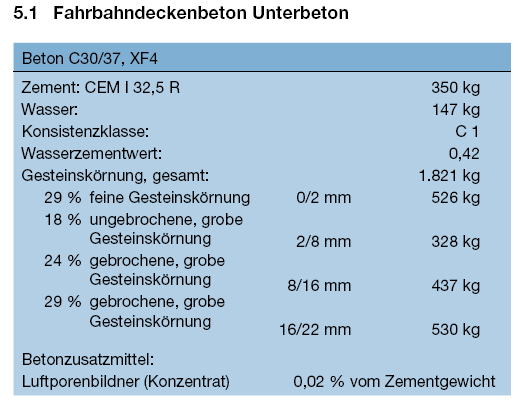 5.1 Fahrbahndeckenbeton Unterbeton
Beton C30/37, XF4
Zement: CEM I 32,5 R 350 kg
Wasser: 147 kg
Konsistenzklasse: C 1
Wasserzementwert: 0,42
Gesteinskörnung, gesamt: 1.821 kg
29 % feine Gesteinskörnung 0/2 mm 526 kg
18 % ungebrochene, grobe
Gesteinskörnung 2/8 mm 328 kg
24 % gebrochene, grobe
Gesteinskörnung 8/16 mm 437 kg
29 % gebrochene, grobe
Gesteinskörnung 16/22 mm 530 kg
Betonzusatzmittel:
Luftporenbildner (Konzentrat) 0,02 % vom Zementgewicht